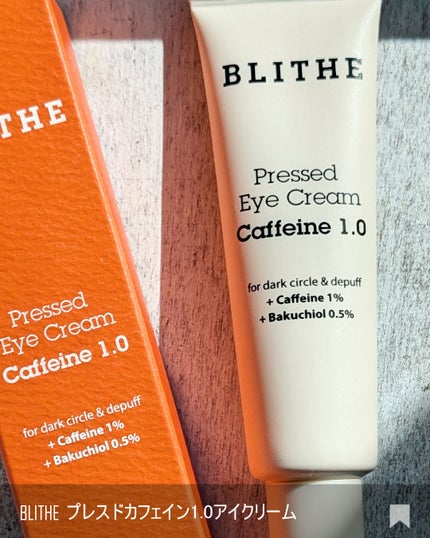 THE
Pressed
Eye Cream
Caffeine 1.0
for dark circle & depuff
+ Caffeine 1%
+ Bakuchiol 0.5%
BLITHE
Pressed
Eye Cream
Caffeine 1.0
for dark circle & depuff
+ Caffeine 1%
+ Bakuchiol 0.5%
BLITHE プレスドカフェイン1.0アイクリーム